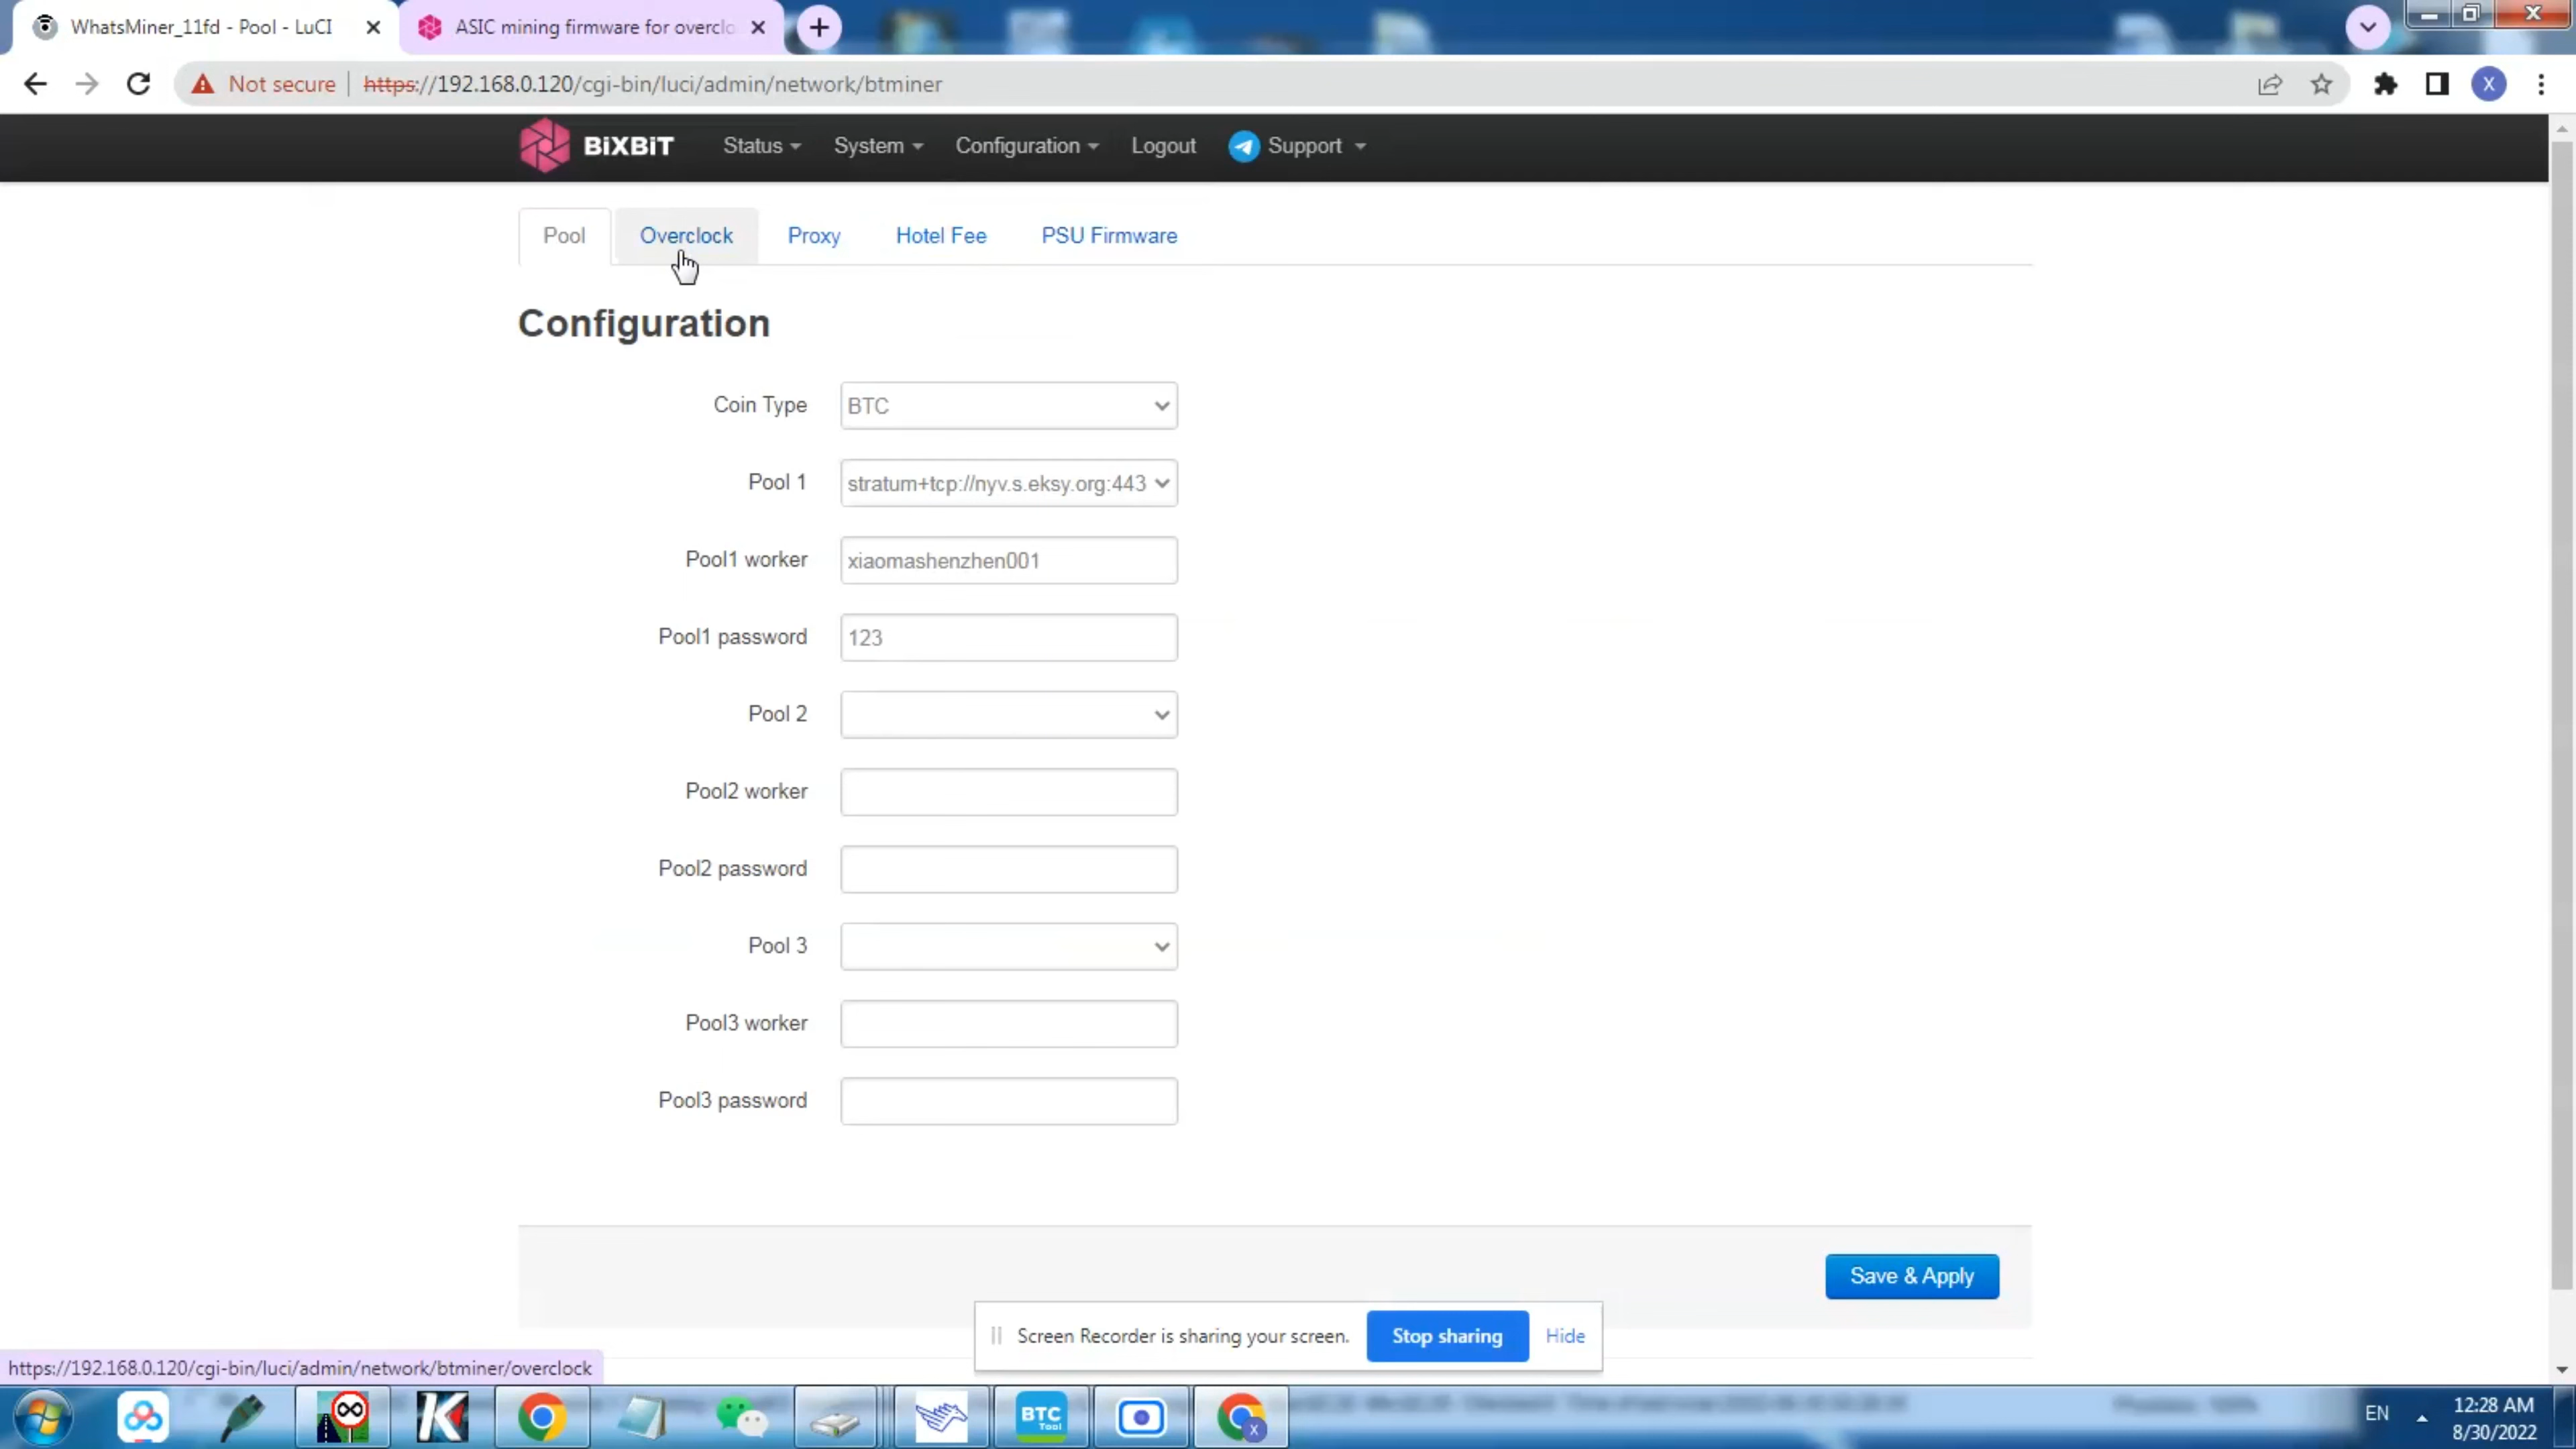 WhatsMiner_11fd - Pool - LuCI
ASIC mining firmware for overclo
Not secure
https://192.168.0.120/cgi-bin/luci/admin/network/btminer
X
BiXBiT
Status
System
Configuration
Logout
Support
Pool
Overclock
Proxy
Hotel Fee
PSU Firmware
Configuration
Coin Type
BTC
Pool 1
stratum+tcp://nyv.s.eksy.org:443
Pool1 worker
xiaomashenzhen001
Pool1 password
123
Pool 2
Pool2 worker
Pool2 password
Pool 3
Pool3 worker
Pool3 password
Save & Apply
Screen Recorder is sharing your screen.
Stop sharing
Hide
https://192.168.0.120/cgi-bin/luci/admin/network/btminer/overclock
K
BTC
Tool
X
EN
12:28 AM
8/30/2022